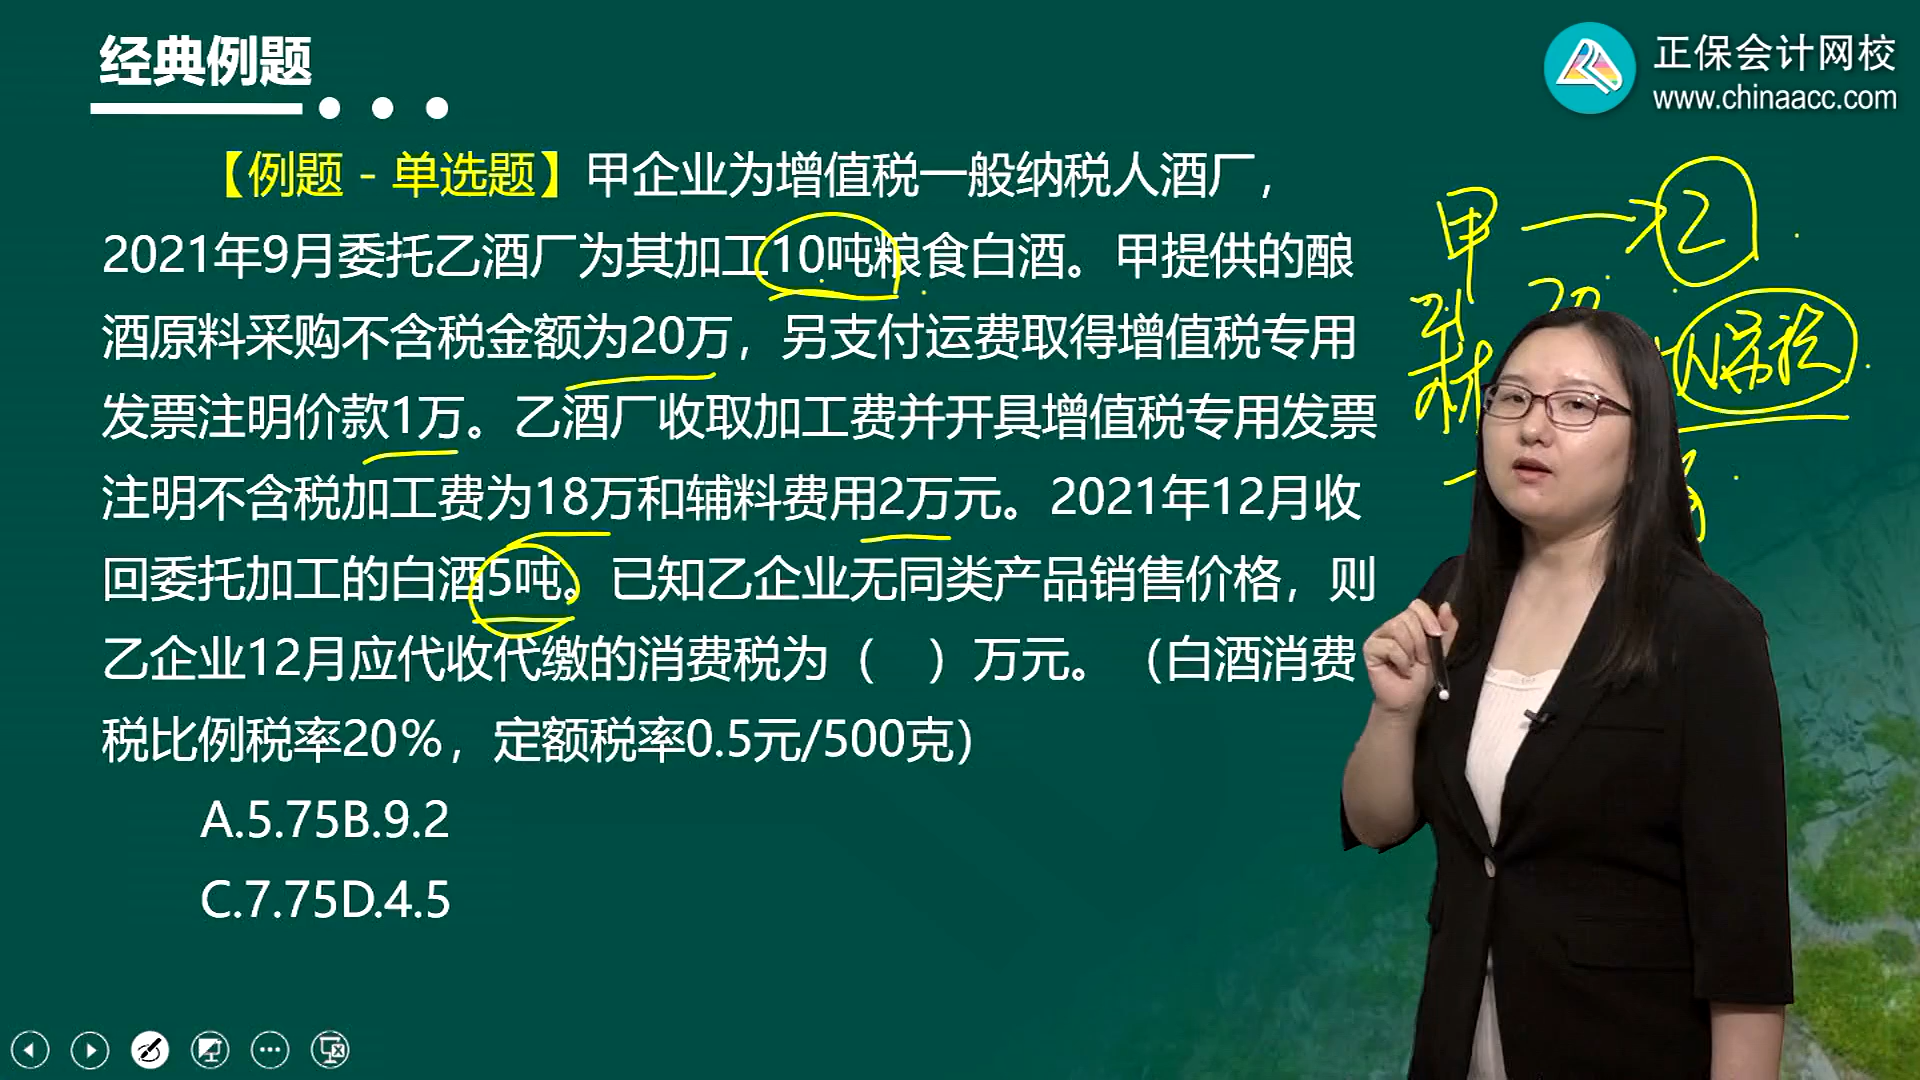 经典例题
正保会计网校
www.chinaacc.com
【例题－单选题】甲企业为增值税一般纳税人酒厂，
2021年9月委托乙酒厂为其加工10吨粮食白酒。甲提供的酿
酒原料采购不含税金额为20万，另支付运费取得增值税专用
发票注明价款1万。乙酒厂收取加工费并开具增值税专用发票
注明不含税加工费为18万和辅料费用2万元。2021年12月收
回委托加工的白酒5吨。已知乙企业无同类产品销售价格，则
乙企业12月应代收代缴的消费税为（　）万元。（白酒消费
税比例税率20%，定额税率0.5元/500克）
A.5.75B.9.2
C.7.75D.4.5
甲 → 乙